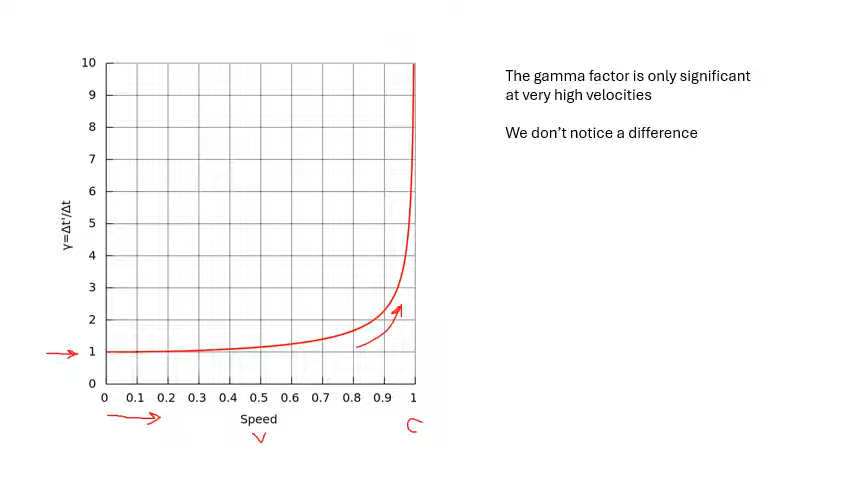 The gamma factor is only significant
at very high velocities
We don't notice a difference
10
9
8
7
6
5
4
3
2
1
0
γ=Δt'/Δt
0 0.1 0.2 0.3 0.4 0.5 0.6 0.7 0.8 0.9 1
Speed
v
c